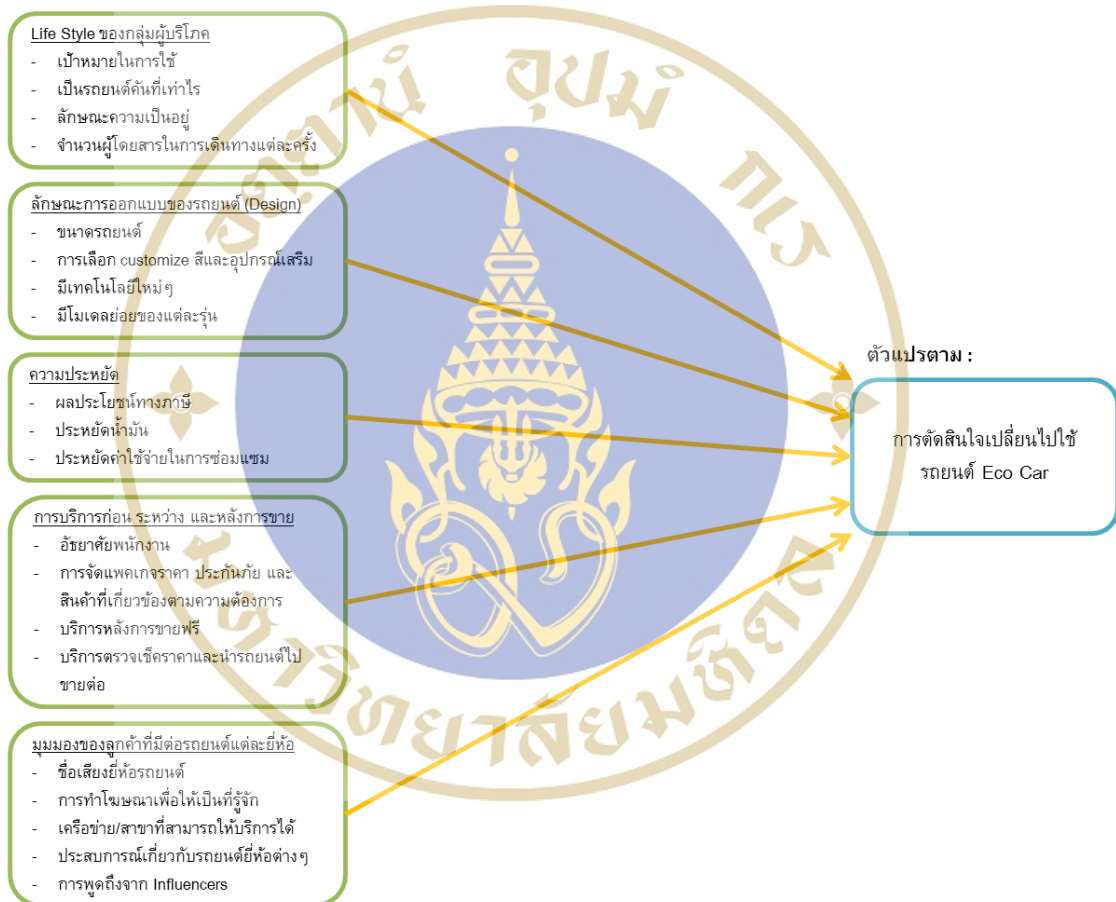 Life Style ของกลุ่มผู้บริโภค
- เป้าหมายในการใช้
- เป็นรถยนต์คันที่เท่าไร
- ลักษณะความเป็นอยู่
- จำนวนผู้โดยสารในการเดินทางแต่ละครั้ง
ลักษณะการออกแบบของรถยนต์ (Design)
- ขนาดรถยนต์
- การเลือก customize สีและอุปกรณ์เสริม
- มีเทคโนโลยีใหม่ๆ
- มีโมเดลย่อยของแต่ละรุ่น
ความประหยัด
- ผลประโยชน์ทางภาษี
- ประหยัดน้ำมัน
- ประหยัดค่าใช้จ่ายในการซ่อมแซม
การบริการก่อน ระหว่าง และหลังการขาย
- อัธยาศัยพนักงาน
- การจัดแพคเกจราคา ประกันภัย และ
สินค้าที่เกี่ยวข้องตามความต้องการ
- บริการหลังการขายฟรี
- บริการตรวจเช็คราคาและนำรถยนต์ไป
ขายต่อ
มุมมองของลูกค้าที่มีต่อรถยนต์แต่ละยี่ห้อ
- ชื่อเสียงยี่ห้อรถยนต์
- การทำโฆษณาเพื่อให้เป็นที่รู้จัก
- เครือข่าย/สาขาที่สามารถให้บริการได้
- ประสบการณ์เกี่ยวกับรถยนต์ยี่ห้อต่างๆ
- การพูดถึงจาก Influencers
ตัวแปรตาม :
การตัดสินใจเปลี่ยนไปใช้
รถยนต์ Eco Car
อตฺตานํ อุปมํ กเร
มหาวิทยาลัยมหิดล